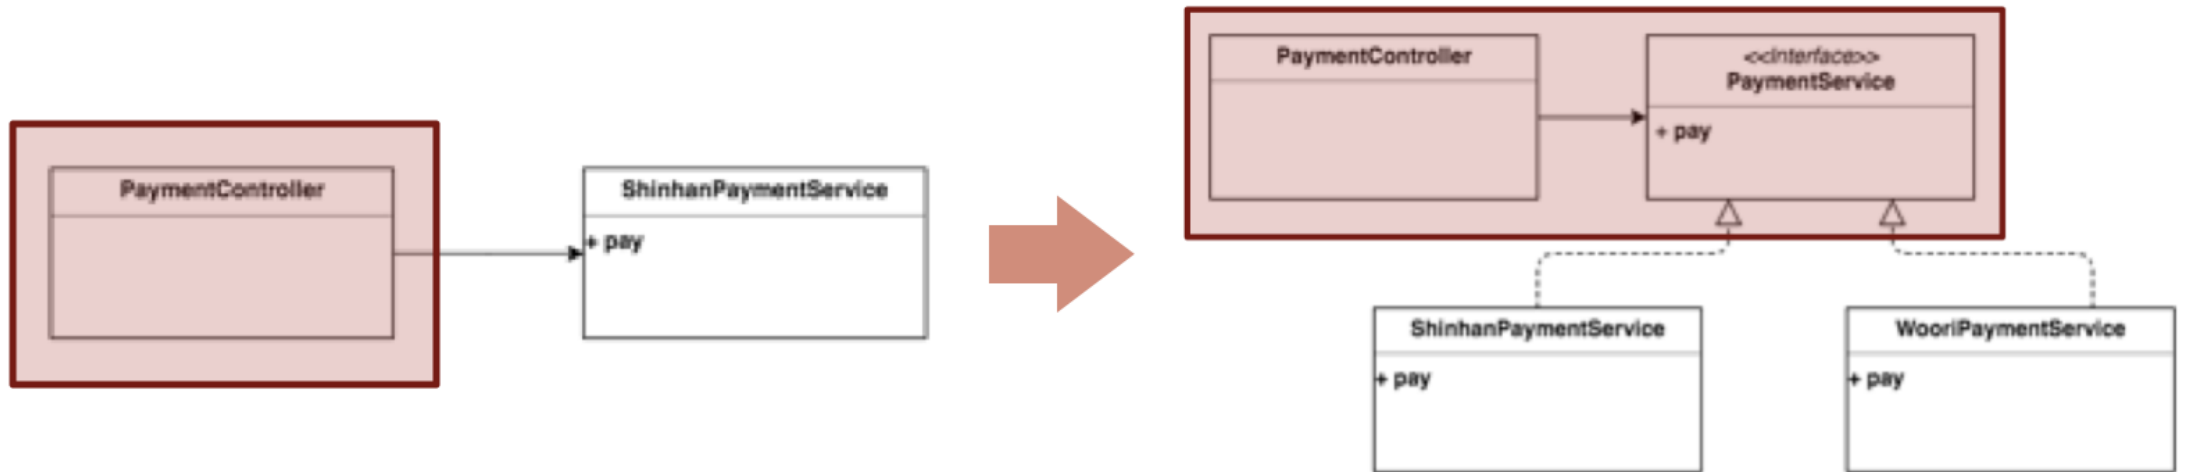 PaymentController
ShinhanPaymentService
+ pay
PaymentController
<<Interface>>
PaymentService
+ pay
ShinhanPaymentService
+ pay
WooriPaymentService
+ pay